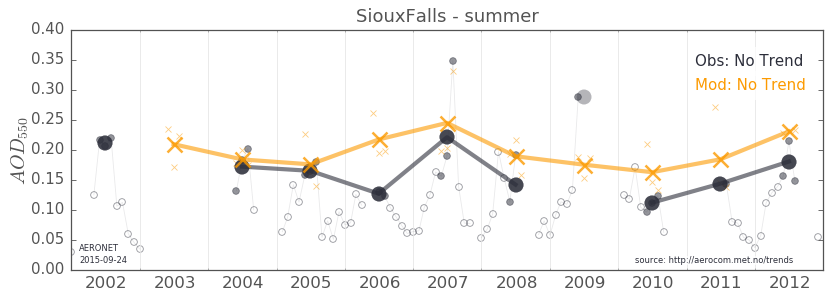 SiouxFalls - summer
0.40
0.35
0.30
0.25
0.20
0.15
0.10
0.05
0.00
AOD550
Obs: No Trend
Mod: No Trend
AERONET
2015-09-24
source: http://aerocom.met.no/trends
2002 2003 2004 2005 2006 2007 2008 2009 2010 2011 2012